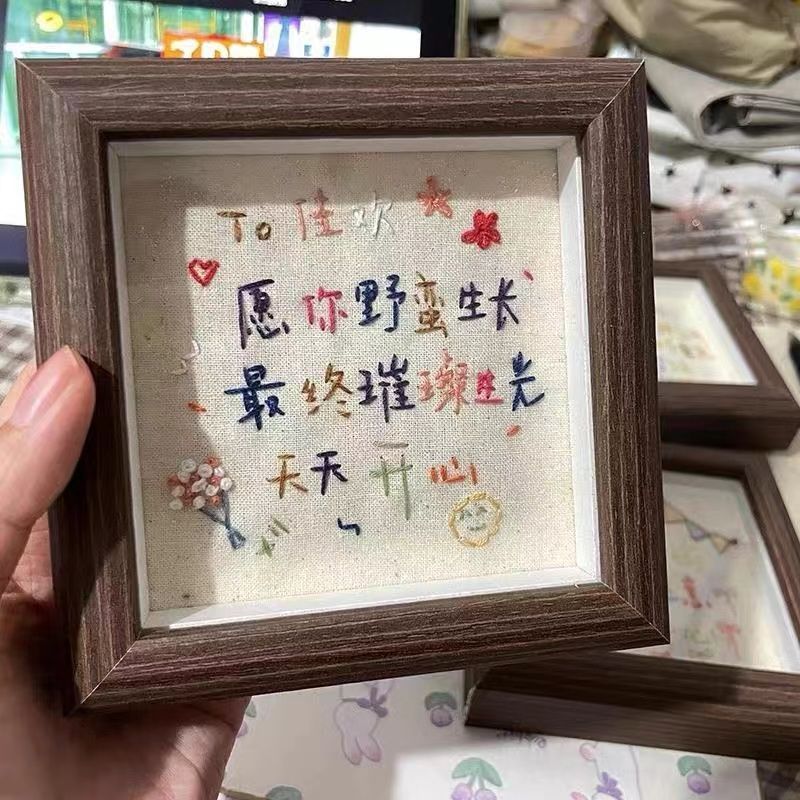 To 佳欢
愿你野蛮生长
最终璀璨生光
天天开心